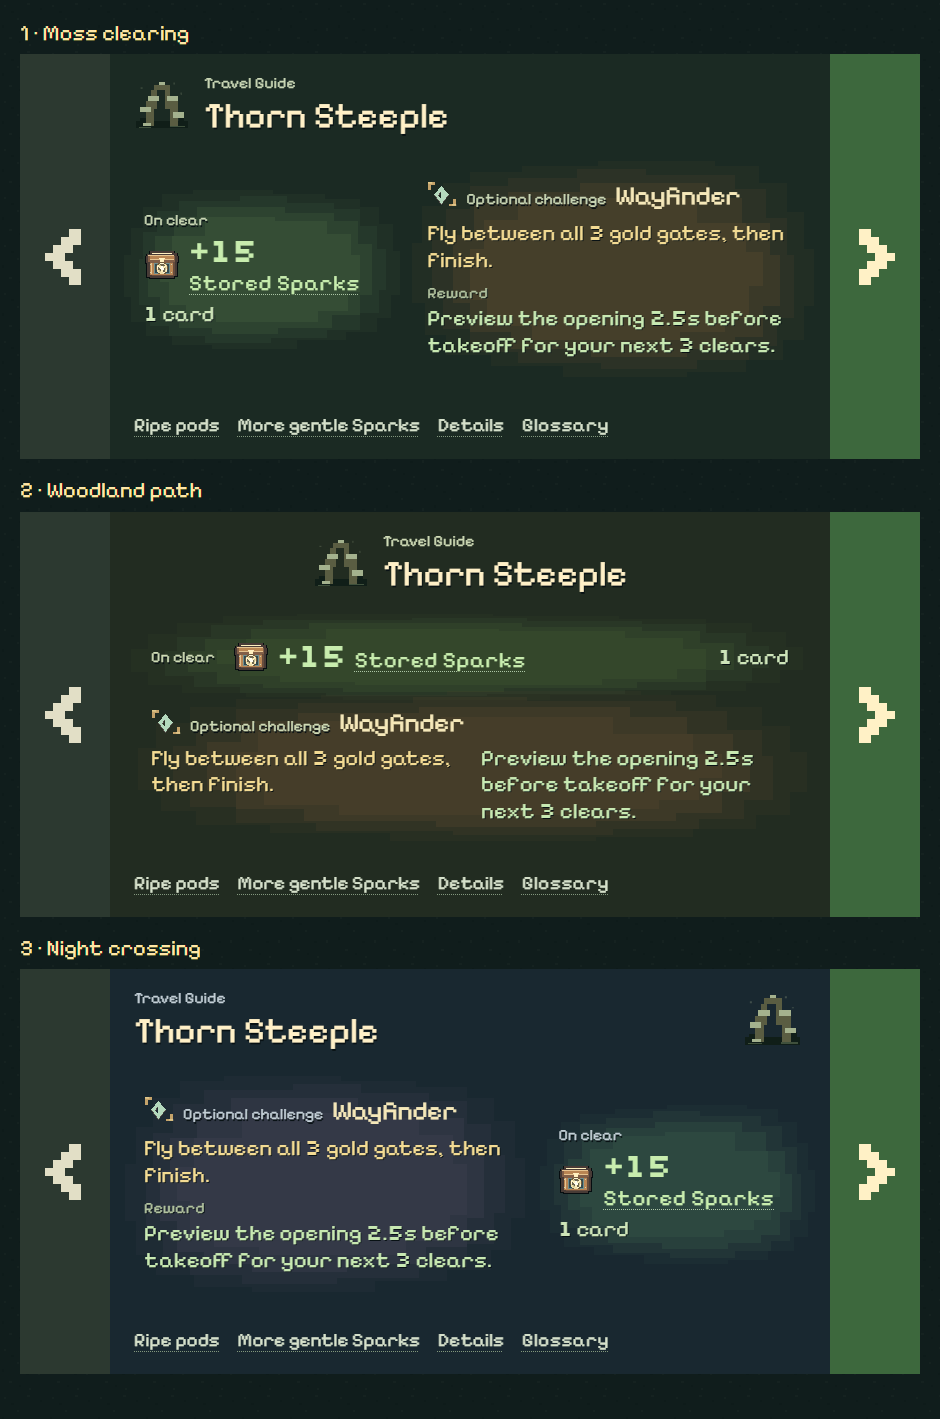 1 · Moss clearing
Travel Guide
Thorn Steeple
On clear
+15
Stored Sparks
1 card
Optional challenge Wayfinder
Fly between all 3 gold gates, then
finish.
Reward
Preview the opening 2.5s before
takeoff for your next 3 clears.
Ripe pods More gentle Sparks Details Glossary
2 · Woodland path
Travel Guide
Thorn Steeple
On clear +15 Stored Sparks 1 card
Optional challenge Wayfinder
Fly between all 3 gold gates,
then finish.
Preview the opening 2.5s
before takeoff for your
next 3 clears.
Ripe pods More gentle Sparks Details Glossary
3 · Night crossing
Travel Guide
Thorn Steeple
Optional challenge Wayfinder
Fly between all 3 gold gates, then
finish.
Reward
Preview the opening 2.5s before
takeoff for your next 3 clears.
On clear
+15
Stored Sparks
1 card
Ripe pods More gentle Sparks Details Glossary